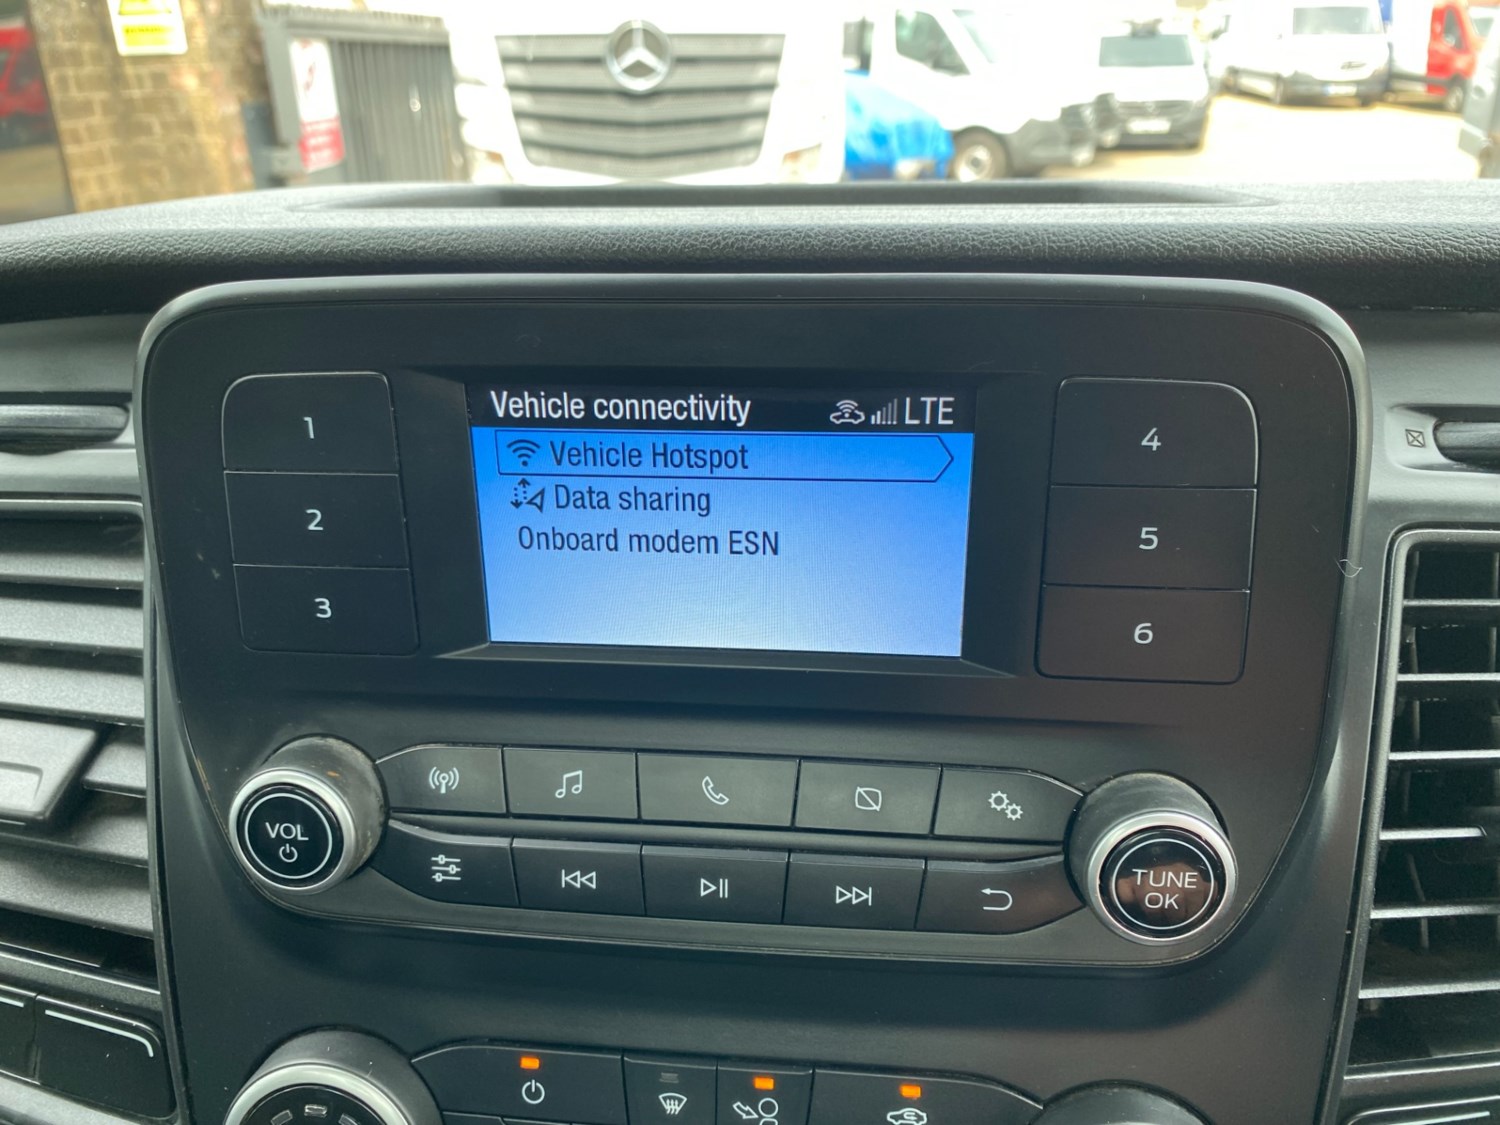 Vehicle connectivity LTE
Vehicle Hotspot
Data sharing
Onboard modem ESN
1
2
3
4
5
6
VOL
TUNE
OK